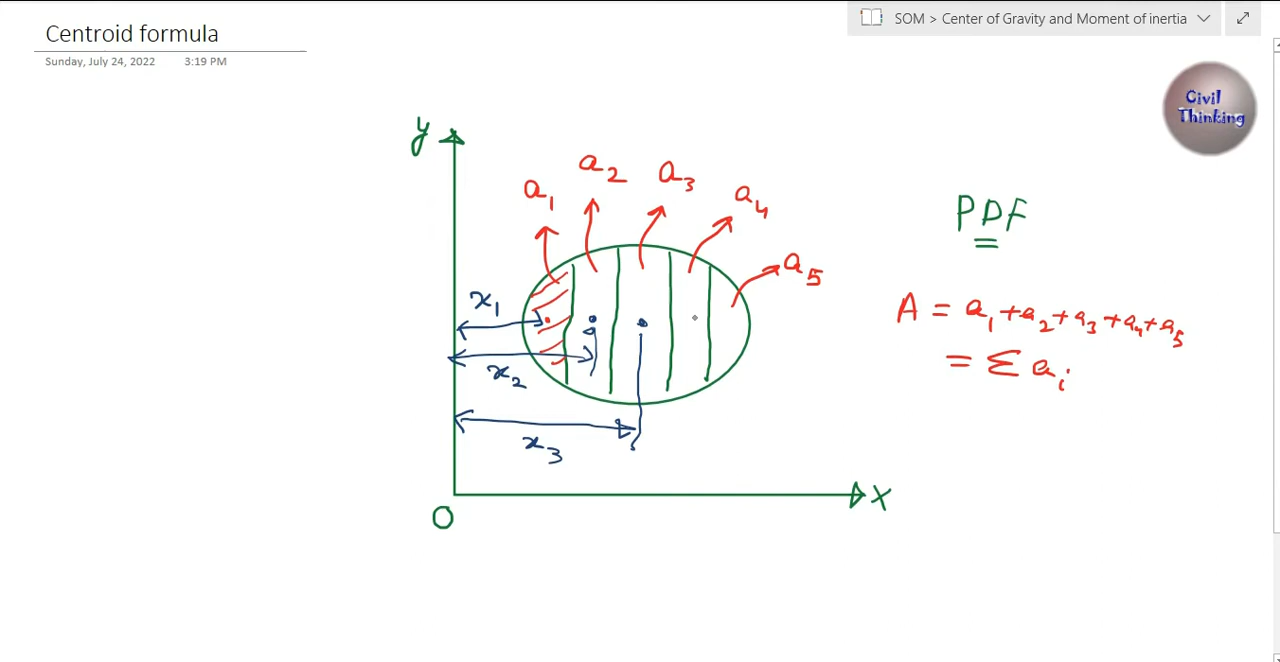 SOM > Center of Gravity and Moment of inertia
Centroid formula
Sunday, July 24, 2022 3:19 PM
Civil
Thinking
y
a₁
a₂
a₃
a₄
a₅
PDF
x₁
A = a₁+a₂+a₃+a₄+a₅
= Σ aᵢ
x₂
x₃
O
X